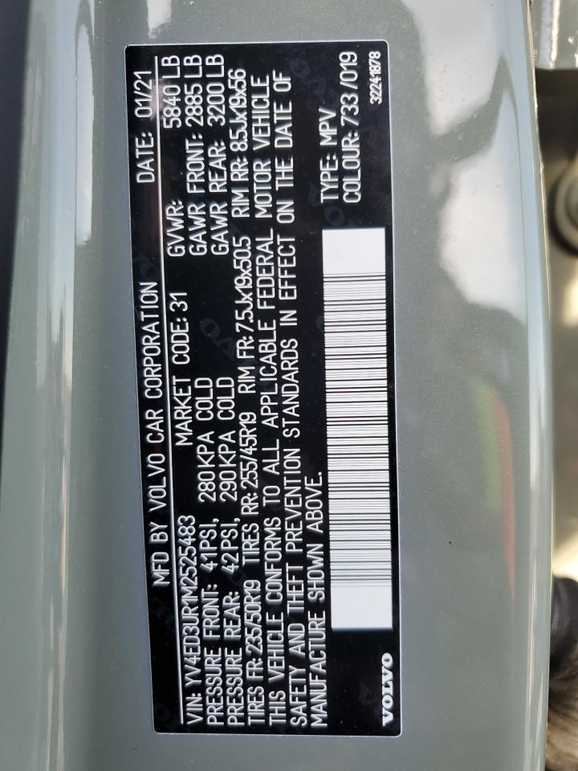 MFD BY VOLVO CAR CORPORATION DATE: 01/21
VIN: YV4ED3UR1M2525483 MARKET CODE: 31 GVWR: 5840 LB
PRESSURE FRONT: 41PSI, 280 KPA COLD GAWR FRONT: 2885 LB
PRESSURE REAR: 42PSI, 290 KPA COLD GAWR REAR: 3200 LB
TIRES FR: 235/50R19 TIRES RR: 255/45R19 RIM FR: 7.5Jx19x50.5 RIM RR: 8.5Jx19x56
THIS VEHICLE CONFORMS TO ALL APPLICABLE FEDERAL MOTOR VEHICLE
SAFETY AND THEFT PREVENTION STANDARDS IN EFFECT ON THE DATE OF
MANUFACTURE SHOWN ABOVE.
TYPE: MPV
COLOUR: 733 /019
VOLVO
32241878